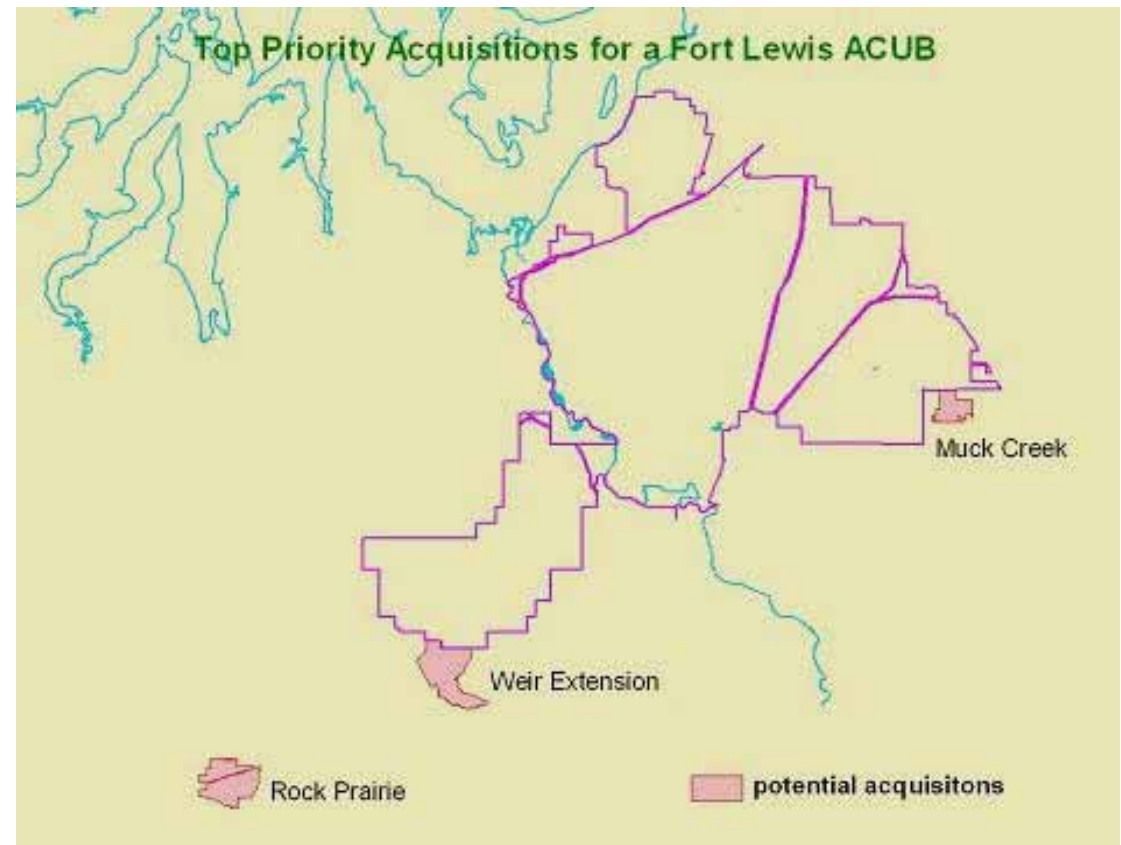 Top Priority Acquisitions for a Fort Lewis ACUB
Muck Creek
Weir Extension
Rock Prairie
potential acquisitons